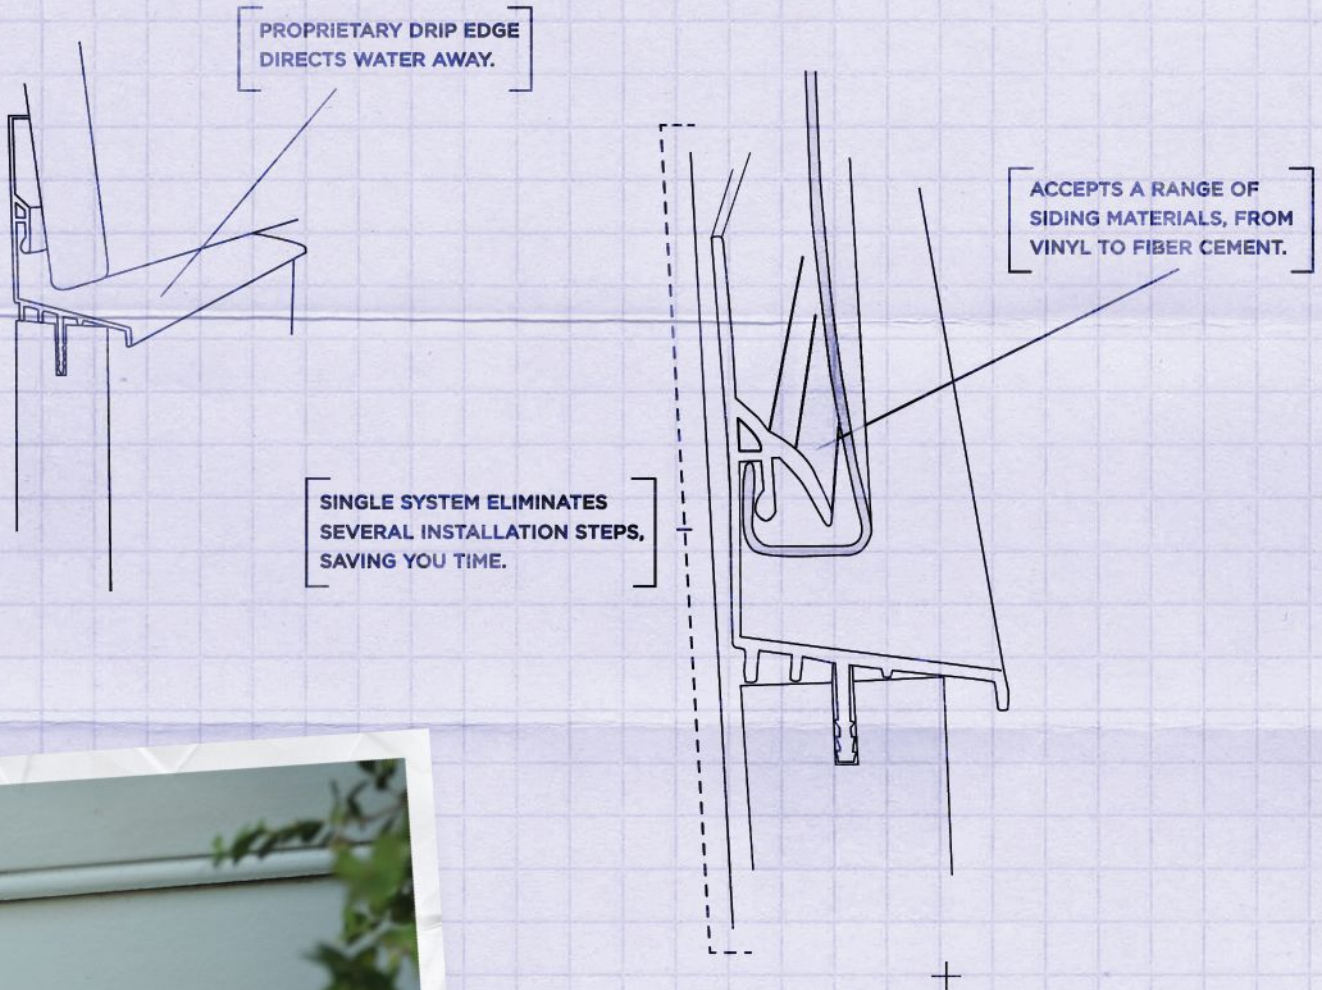 PROPRIETARY DRIP EDGE
DIRECTS WATER AWAY.
ACCEPTS A RANGE OF
SIDING MATERIALS, FROM
VINYL TO FIBER CEMENT.
SINGLE SYSTEM ELIMINATES
SEVERAL INSTALLATION STEPS,
SAVING YOU TIME.